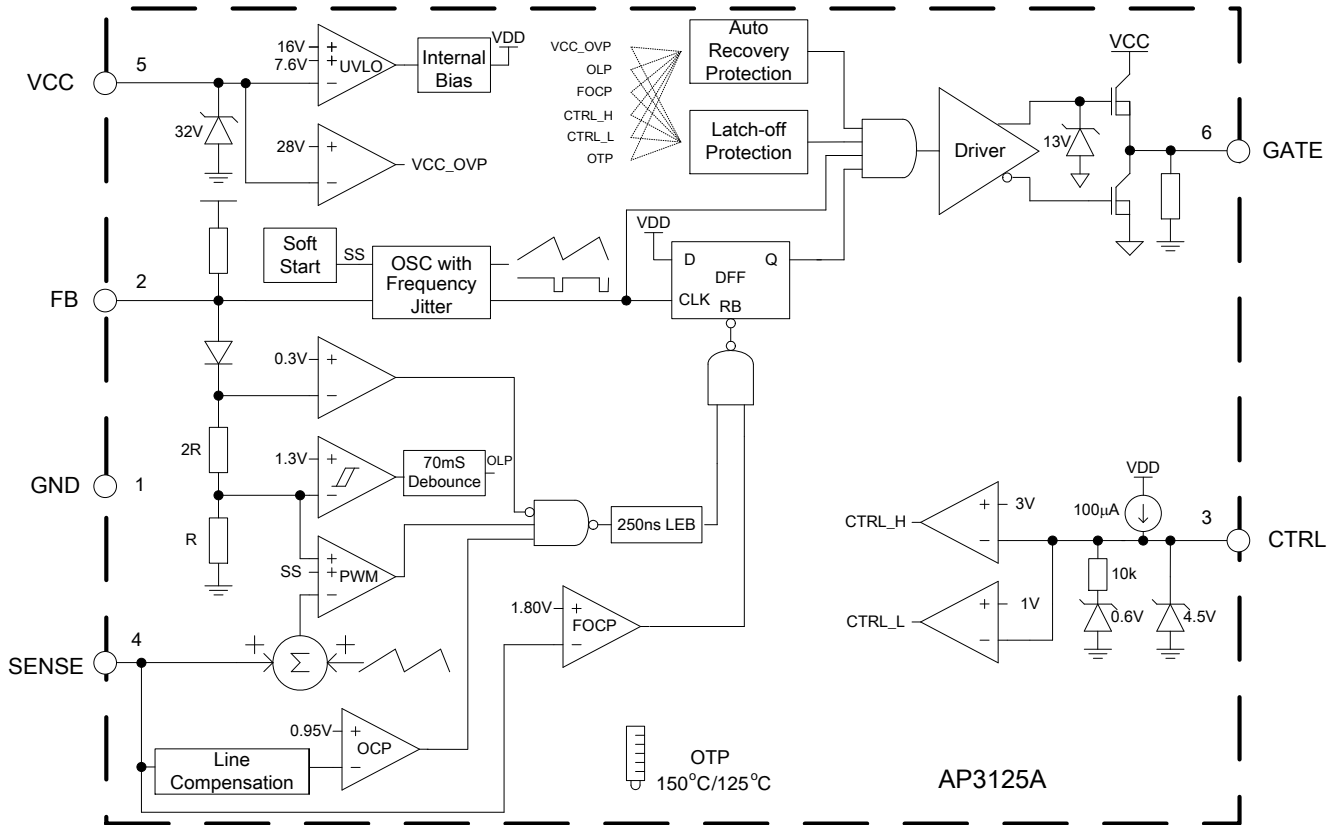 VCC
5
16V
7.6V
UVLO
Internal
Bias
VDD
32V
28V
VCC_OVP
VCC_OVP
OLP
FOCP
CTRL_H
CTRL_L
OTP
Auto
Recovery
Protection
Latch-off
Protection
Driver
13V
VCC
6
GATE
Soft
Start
SS
OSC with
Frequency
Jitter
VDD
D
Q
DFF
CLK
RB
FB
2
0.3V
2R
1.3V
70mS
Debounce
OLP
GND
1
R
SS
PWM
250ns LEB
SENSE
4
Σ
1.80V
FOCP
0.95V
OCP
Line
Compensation
OTP
150°C/125°C
CTRL_H
3V
CTRL_L
1V
VDD
100µA
3
CTRL
10k
0.6V
4.5V
AP3125A